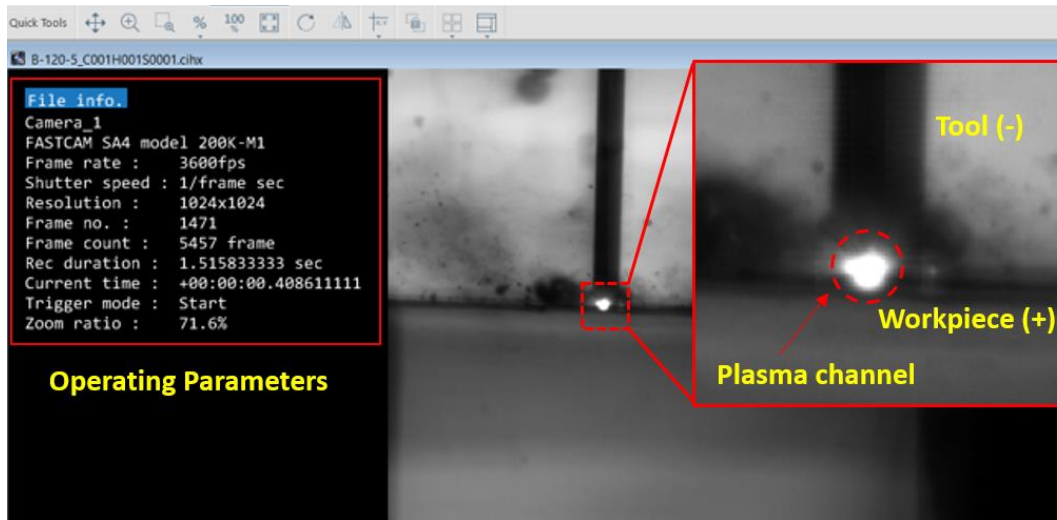 Quick Tools
%
100
%
X,Y
B-120-5_C001H001S0001.cihx
File info.
Camera_1
FASTCAM SA4 model 200K-M1
Frame rate : 3600fps
Shutter speed : 1/frame sec
Resolution : 1024x1024
Frame no. : 1471
Frame count : 5457 frame
Rec duration : 1.515833333 sec
Current time : +00:00:00.408611111
Trigger mode : Start
Zoom ratio : 71.6%
Operating Parameters
Tool (-)
Workpiece (+)
Plasma channel